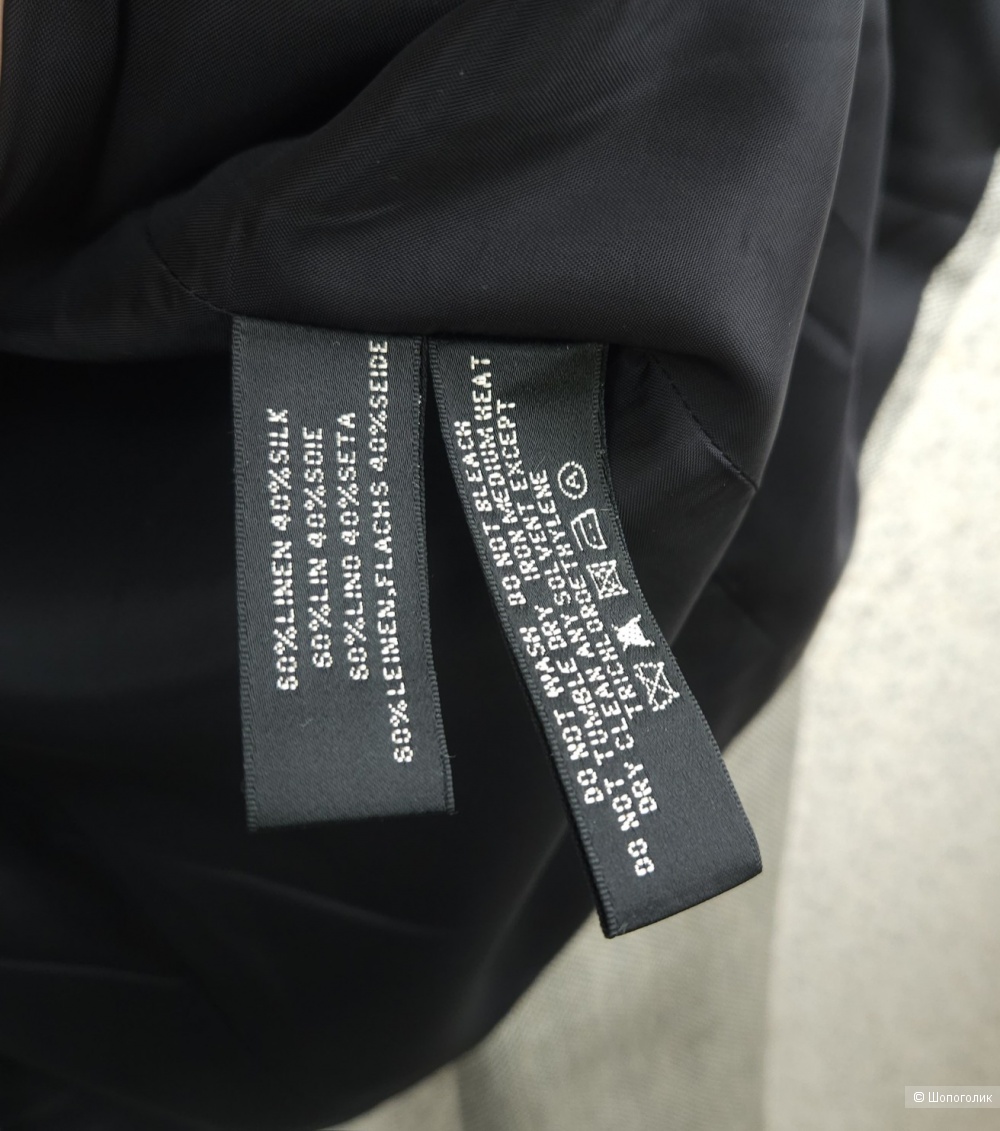 60%LINEN 40%SILK
60%LIN 40%SOIE
60%LINO 40%SETA
60%LEINEN,FLACHS 40%SEIDE
DO NOT WASH DO NOT BLEACH
DO NOT TUMBLE DRY IRON MEDIUM HEAT
DRY CLEAN ANY SOLVENT EXCEPT
TRICHLOROETHYLENE
A
© Шопоголик